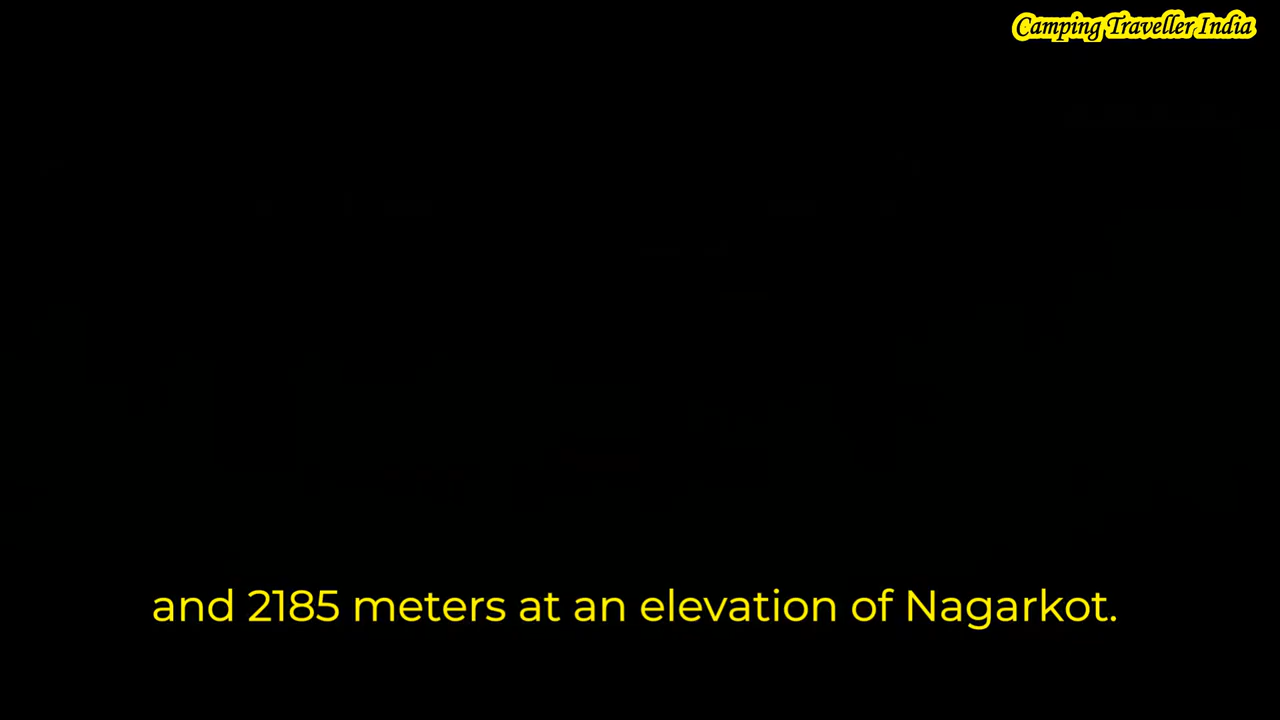 Camping Traveller India
and 2185 meters at an elevation of Nagarkot.